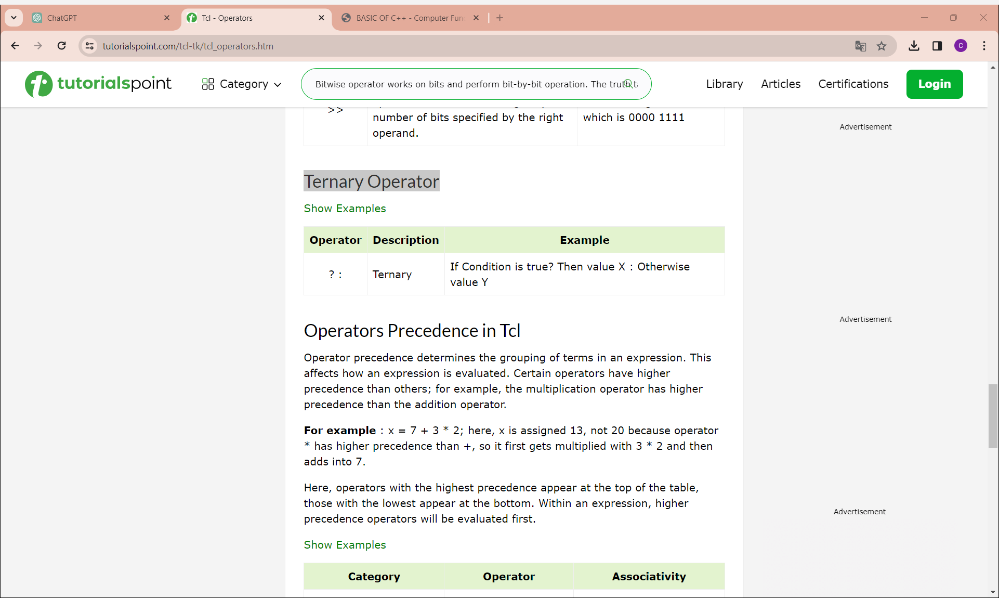 ChatGPT
Tcl - Operators
BASIC OF C++ - Computer Fun
tutorialspoint.com/tcl-tk/tcl_operators.htm
C
tutorialspoint
Category
Bitwise operator works on bits and perform bit-by-bit operation. The truth t
Library
Articles
Certifications
Login
>>
number of bits specified by the right
operand.
which is 0000 1111
Advertisement
Ternary Operator
Show Examples
Operator Description Example
? : Ternary If Condition is true? Then value X : Otherwise
value Y
Advertisement
Operators Precedence in Tcl
Operator precedence determines the grouping of terms in an expression. This
affects how an expression is evaluated. Certain operators have higher
precedence than others; for example, the multiplication operator has higher
precedence than the addition operator.
For example : x = 7 + 3 * 2; here, x is assigned 13, not 20 because operator
* has higher precedence than +, so it first gets multiplied with 3 * 2 and then
adds into 7.
Here, operators with the highest precedence appear at the top of the table,
those with the lowest appear at the bottom. Within an expression, higher
precedence operators will be evaluated first.
Advertisement
Show Examples
Category Operator Associativity